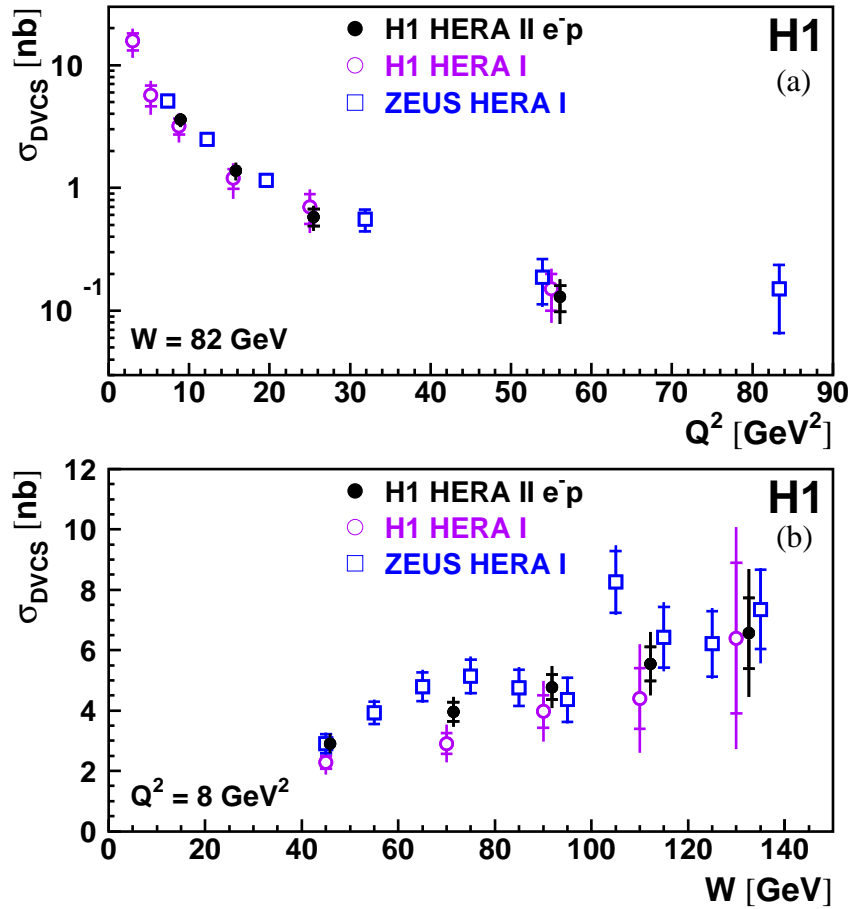 H1 HERA II e⁻p
H1 HERA I
ZEUS HERA I
H1
(a)
σDVCS [nb]
10
1
10⁻¹
W = 82 GeV
0 10 20 30 40 50 60 70 80 90
Q² [GeV²]
H1 HERA II e⁻p
H1 HERA I
ZEUS HERA I
H1
(b)
σDVCS [nb]
12
10
8
6
4
2
0
Q² = 8 GeV²
0 20 40 60 80 100 120 140
W [GeV]